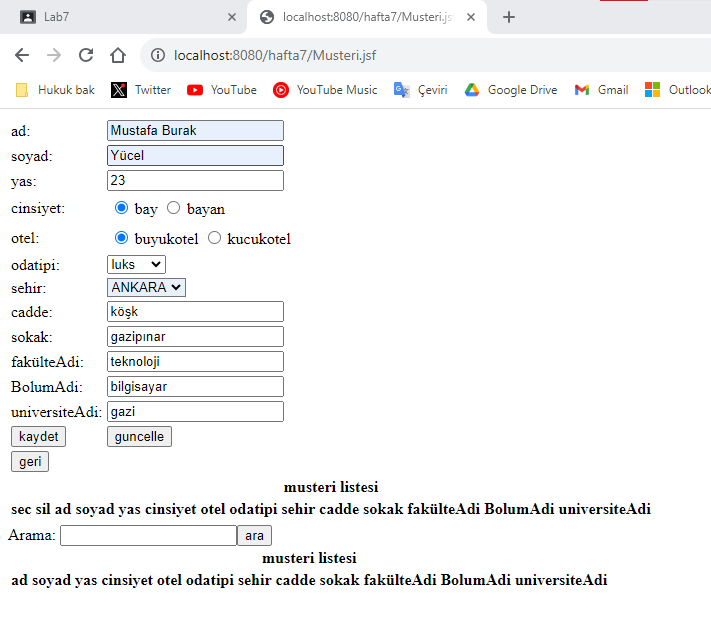 Lab7 localhost:8080/hafta7/Musteri.js
localhost:8080/hafta7/Musteri.jsf
Hukuk bak Twitter YouTube YouTube Music Çeviri Google Drive Gmail Outlook
ad: Mustafa Burak
soyad: Yücel
yas: 23
cinsiyet: bay bayan
otel: buyukotel kucukotel
odatipi: luks
sehir: ANKARA
cadde: köşk
sokak: gazipınar
fakülteAdi: teknoloji
BolumAdi: bilgisayar
universiteAdi: gazi
kaydet guncelle
geri
musteri listesi
sec sil ad soyad yas cinsiyet otel odatipi sehir cadde sokak fakülteAdi BolumAdi universiteAdi
Arama: ara
musteri listesi
ad soyad yas cinsiyet otel odatipi sehir cadde sokak fakülteAdi BolumAdi universiteAdi